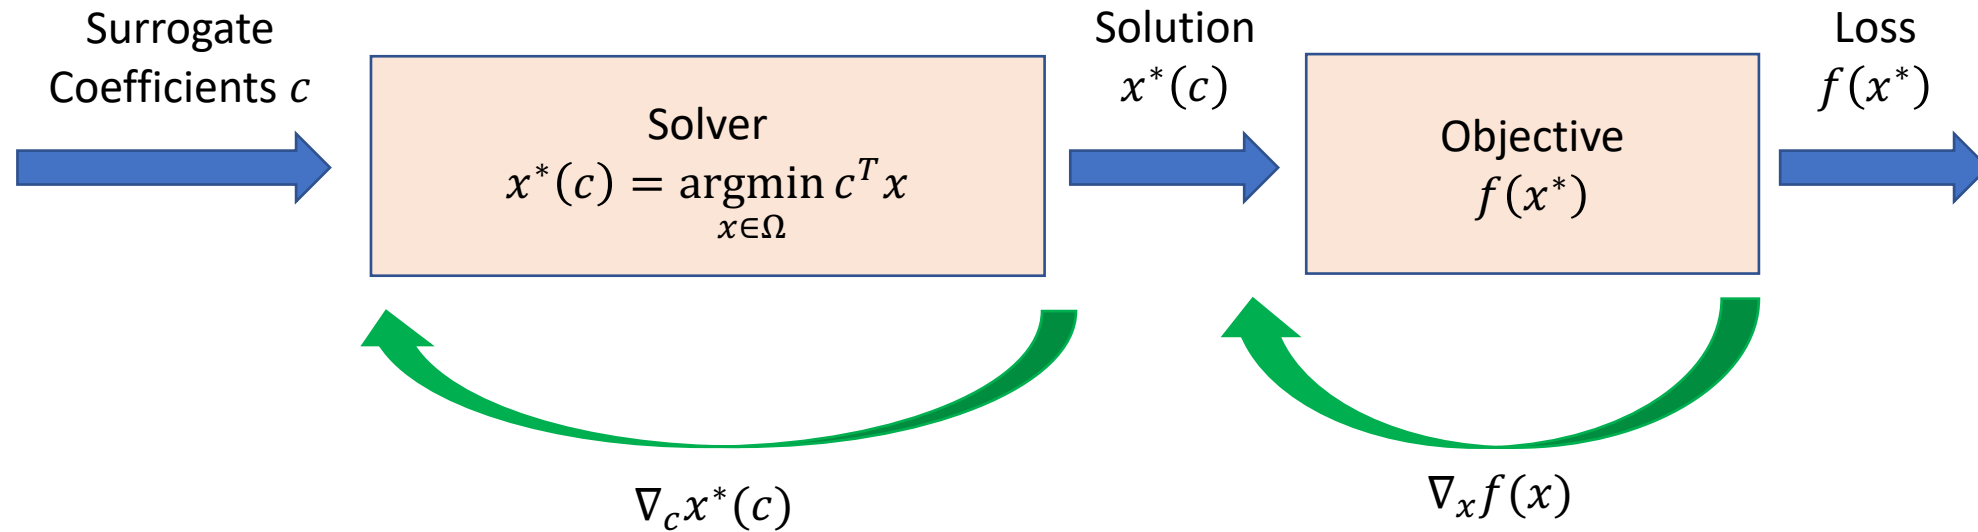 Surrogate
Coefficients c
Solver
x*(c) = argmin c^T x
x∈Ω
Solution
x*(c)
Objective
f(x*)
Loss
f(x*)
∇_c x*(c)
∇_x f(x)